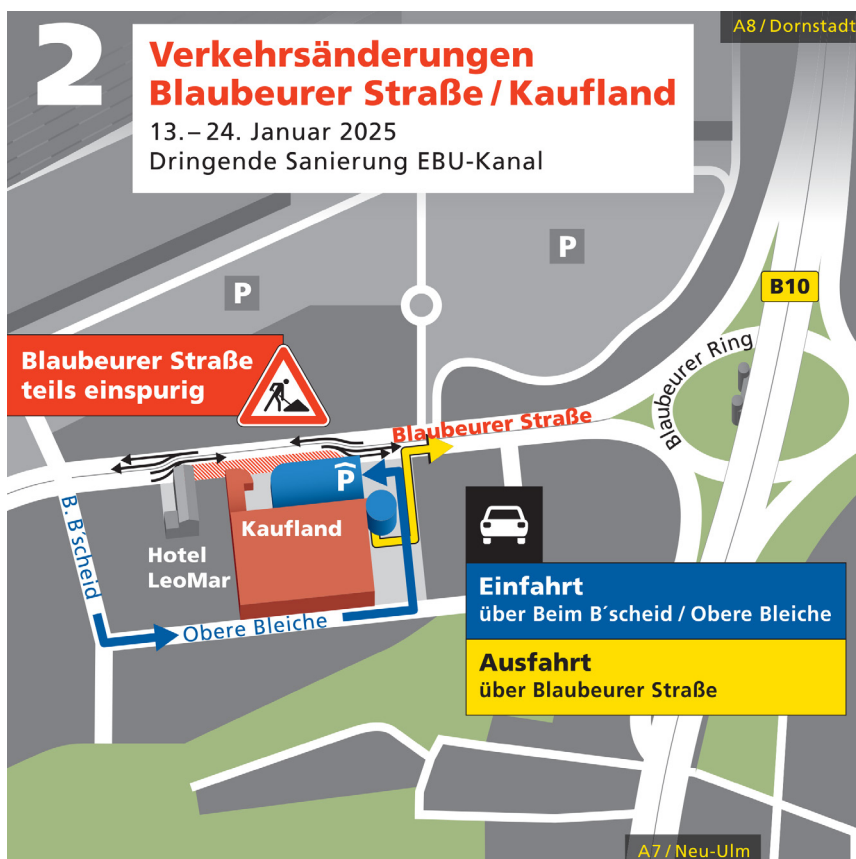 2
Verkehrsänderungen
Blaubeurer Straße / Kaufland
13. – 24. Januar 2025
Dringende Sanierung EBU-Kanal
A8 / Dornstadt
P
P
B10
Blaubeurer Ring
Blaubeurer Straße
teils einspurig
Blaubeurer Straße
P
Kaufland
B. B´scheid
Hotel
LeoMar
Obere Bleiche
Einfahrt
über Beim B´scheid / Obere Bleiche
Ausfahrt
über Blaubeurer Straße
A7 / Neu-Ulm